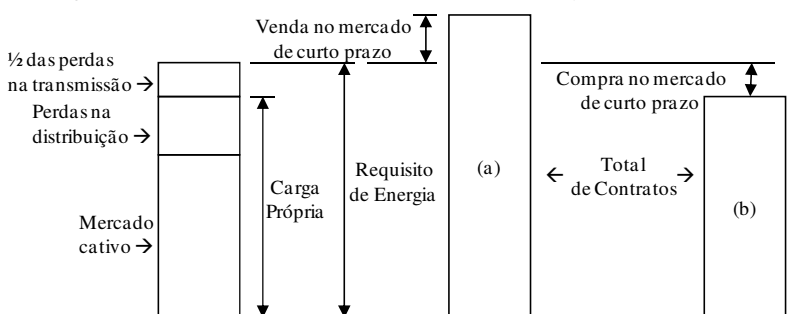 Venda no mercado
de curto prazo
½ das perdas
na transmissão →
Perdas na
distribuição →
Mercado
cativo →
Carga
Própria
Requisito
de Energia
(a)
← Total →
de Contratos
Compra no mercado
de curto prazo
(b)